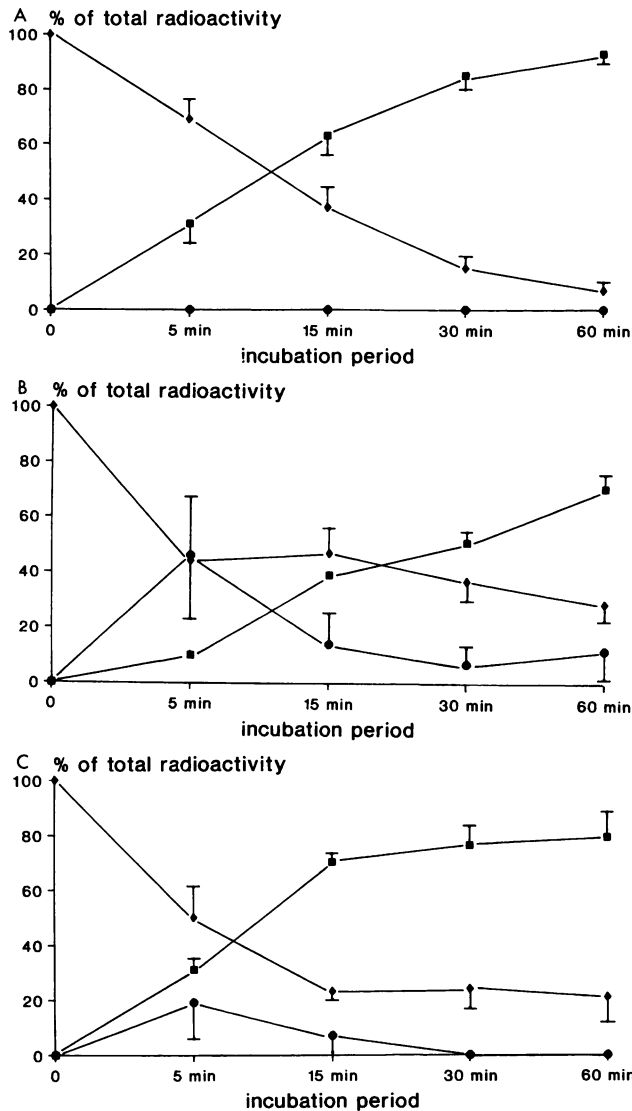 A % of total radioactivity
100
80
60
40
20
0
0 5 min 15 min 30 min 60 min
incubation period
B % of total radioactivity
100
80
60
40
20
0
0 5 min 15 min 30 min 60 min
incubation period
C % of total radioactivity
100
80
60
40
20
0
0 5 min 15 min 30 min 60 min
incubation period